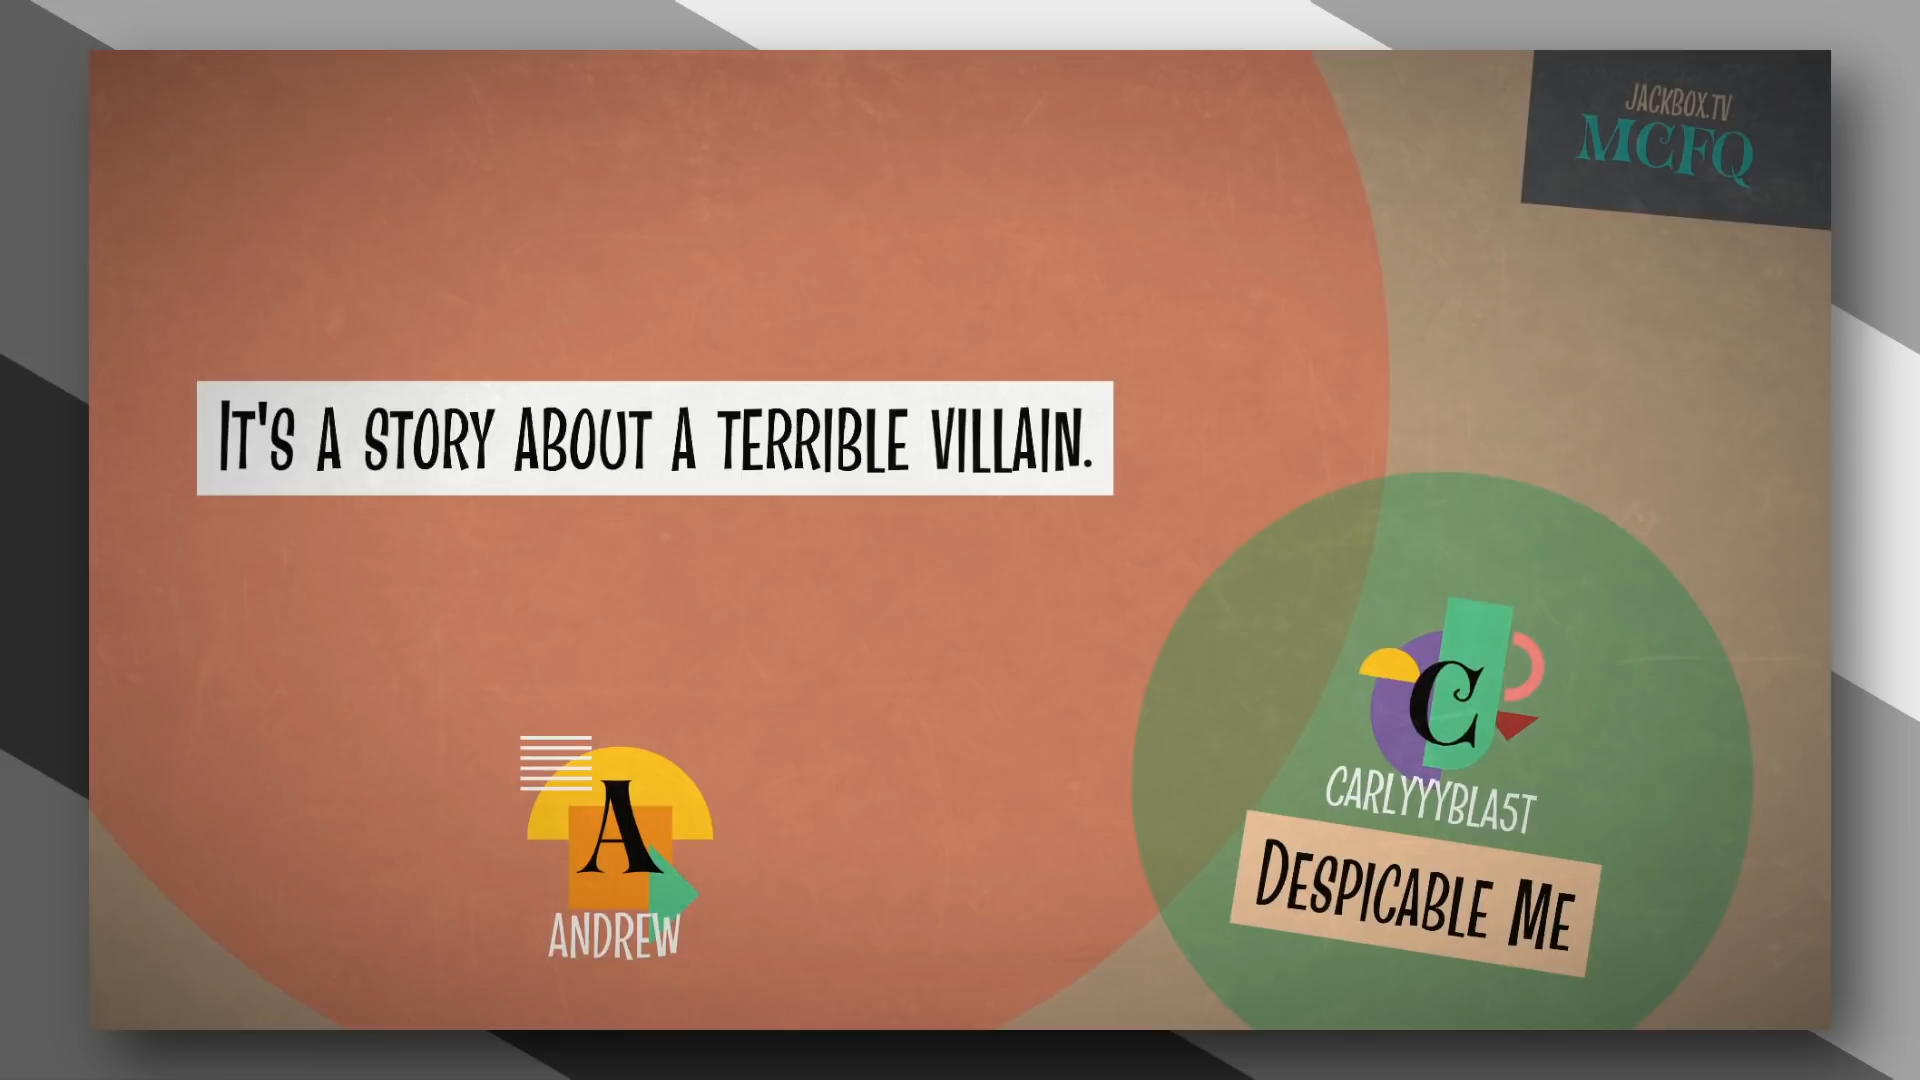 JACKBOX.TV
MCFQ
IT'S A STORY ABOUT A TERRIBLE VILLAIN.
A
ANDREW
C
CARLYYYBLA5T
DESPICABLE ME